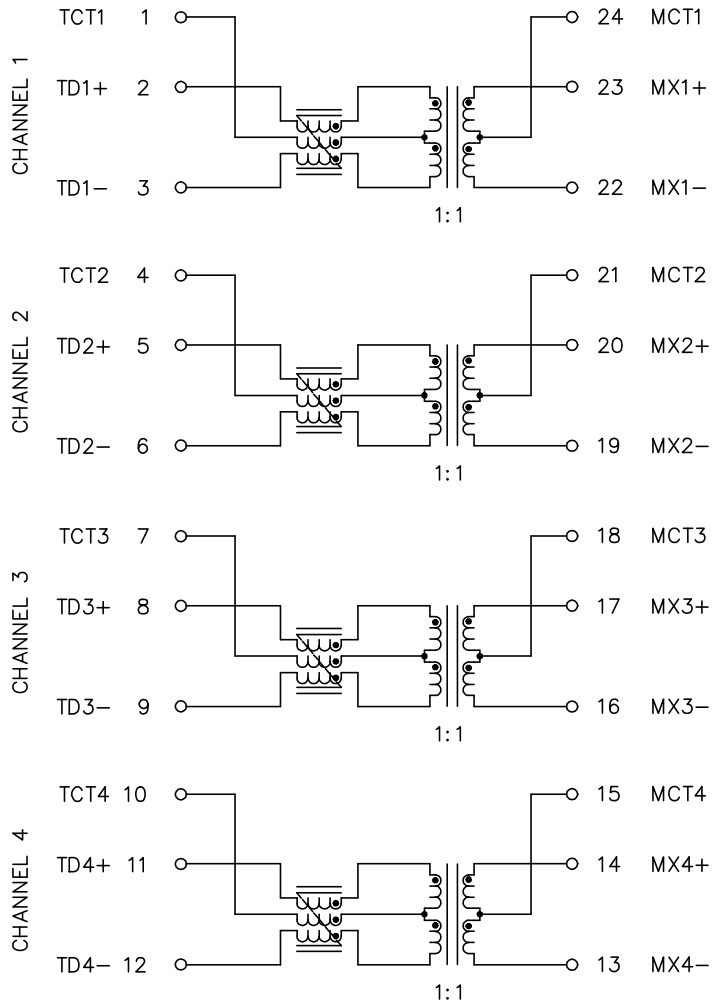 CHANNEL 1
TCT1 1 24 MCT1
TD1+ 2 23 MX1+
TD1− 3 22 MX1−
1:1
CHANNEL 2
TCT2 4 21 MCT2
TD2+ 5 20 MX2+
TD2− 6 19 MX2−
1:1
CHANNEL 3
TCT3 7 18 MCT3
TD3+ 8 17 MX3+
TD3− 9 16 MX3−
1:1
CHANNEL 4
TCT4 10 15 MCT4
TD4+ 11 14 MX4+
TD4− 12 13 MX4−
1:1